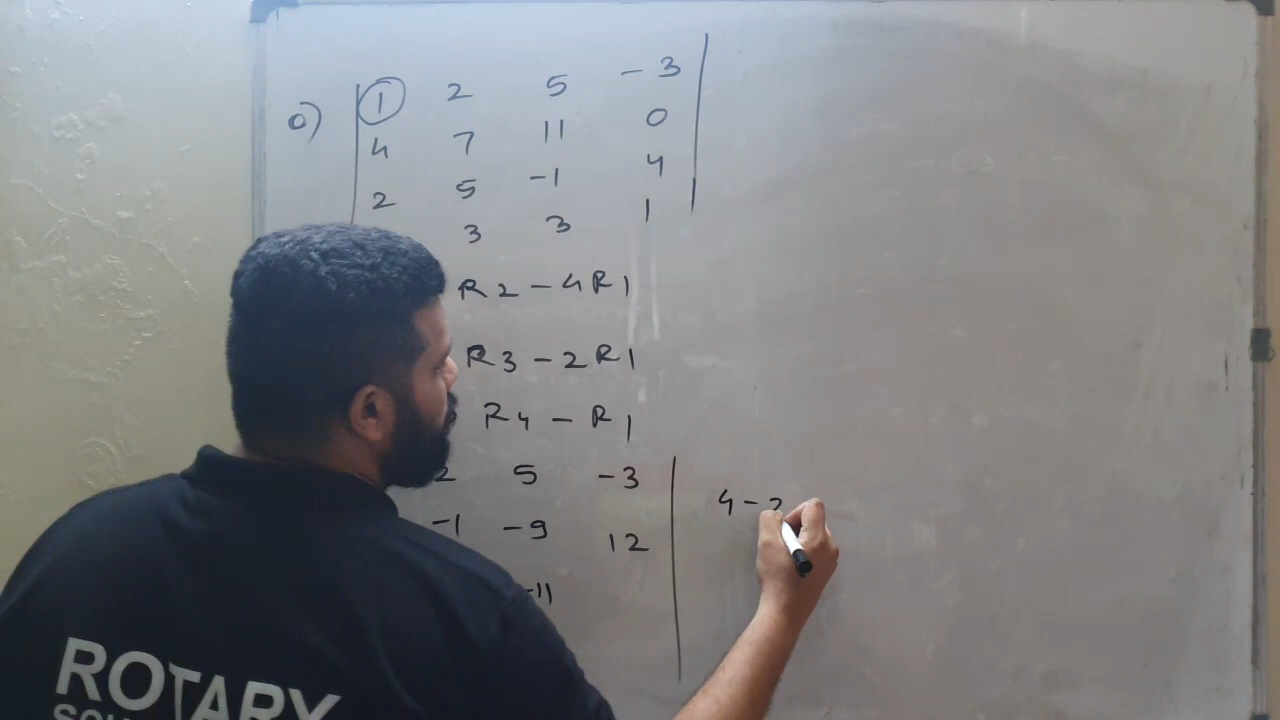 a) 1 2 5 -3
4 7 11 0
2 5 -1 4
3 3 1
R2 - 4R1
R3 - 2R1
R4 - R1
2 5 -3
-1 -9 12
4 - 2
-11
ROTARY